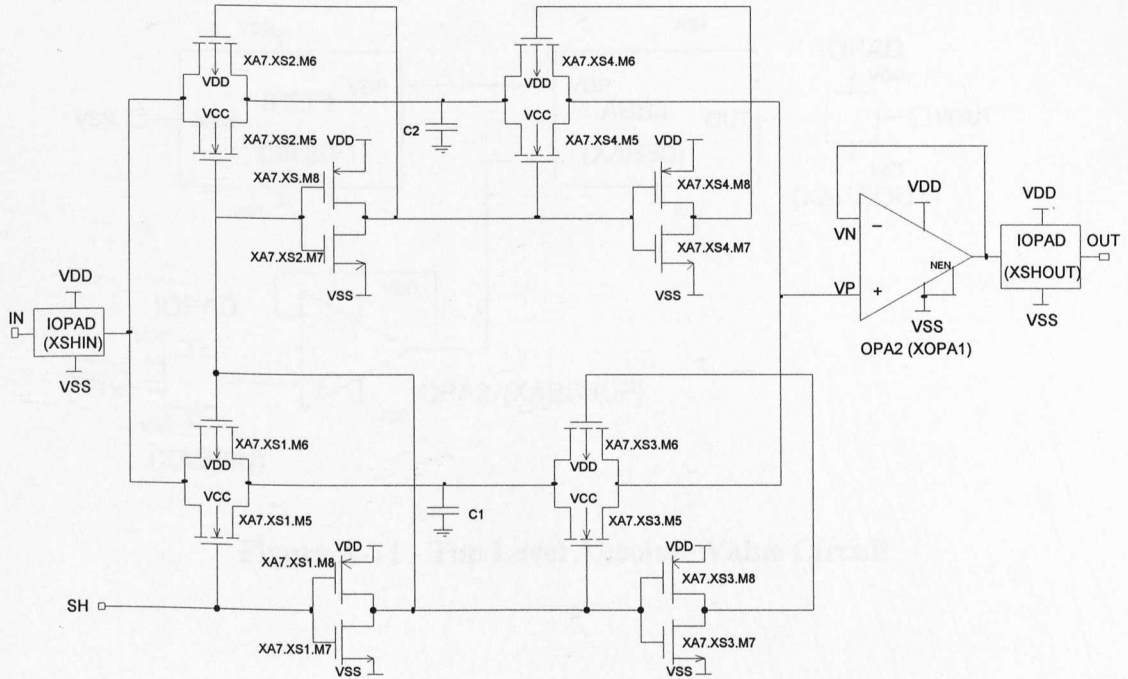 XA7.XS2.M6
VDD
VCC
XA7.XS2.M5
XA7.XS4.M6
VDD
VCC
XA7.XS4.M5
C2
VDD
XA7.XS.M8
XA7.XS2.M7
VSS
VDD
XA7.XS4.M8
XA7.XS4.M7
VSS
VDD
VN
VP
NEN
VSS
OPA2 (XOPA1)
VDD
IOPAD
(XSHOUT)
OUT
VSS
VDD
IN
IOPAD
(XSHIN)
VSS
XA7.XS1.M6
VDD
VCC
XA7.XS1.M5
C1
XA7.XS3.M6
VDD
VCC
XA7.XS3.M5
VDD
XA7.XS1.M8
XA7.XS1.M7
VSS
SH
VDD
XA7.XS3.M8
XA7.XS3.M7
VSS